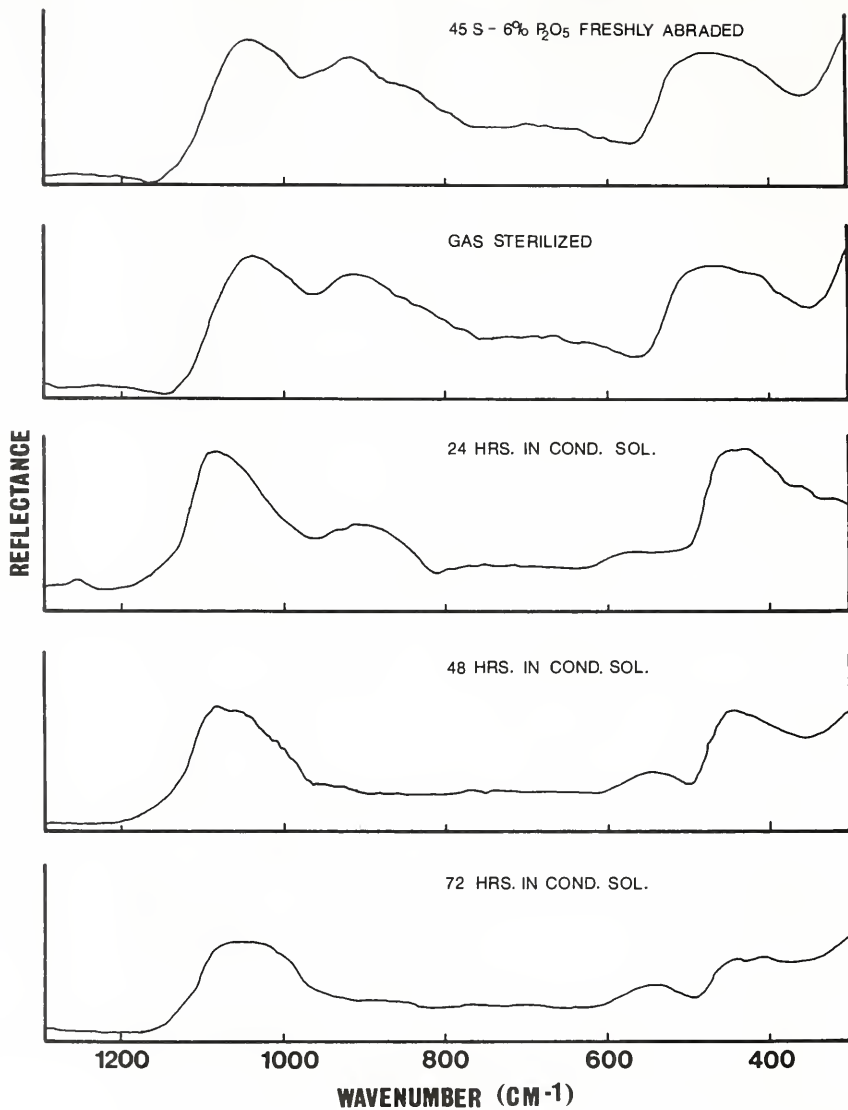 45 S - 6% P₂O₅ FRESHLY ABRADED
GAS STERILIZED
24 HRS. IN COND. SOL.
48 HRS. IN COND. SOL.
72 HRS. IN COND. SOL.
REFLECTANCE
1200 1000 800 600 400
WAVENUMBER (CM⁻¹)